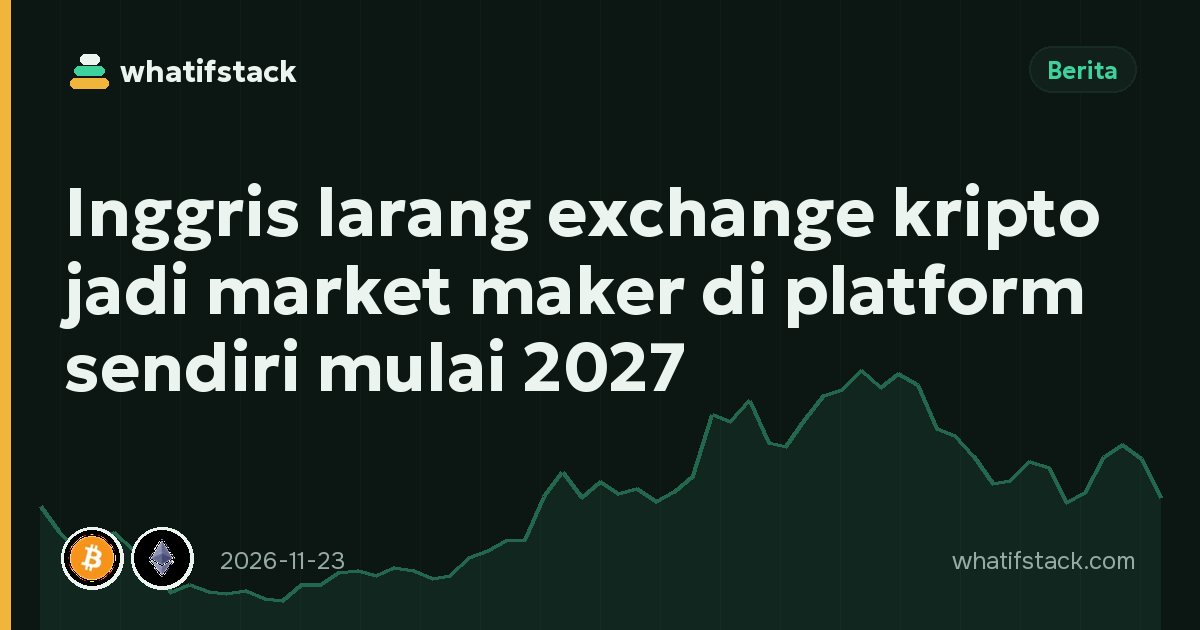 whatifstack
Berita
Inggris larang exchange kripto
jadi market maker di platform
sendiri mulai 2027
2026-11-23
whatifstack.com